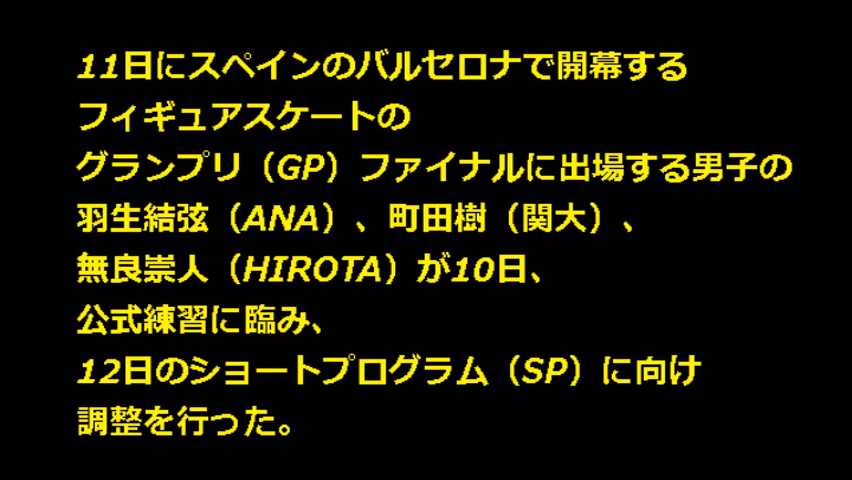 11日にスペインのバルセロナで開幕する
フィギュアスケートの
グランプリ（GP）ファイナルに出場する男子の
羽生結弦（ANA）、町田樹（関大）、
無良崇人（HIROTA）が10日、
公式練習に臨み、
12日のショートプログラム（SP）に向け
調整を行った。